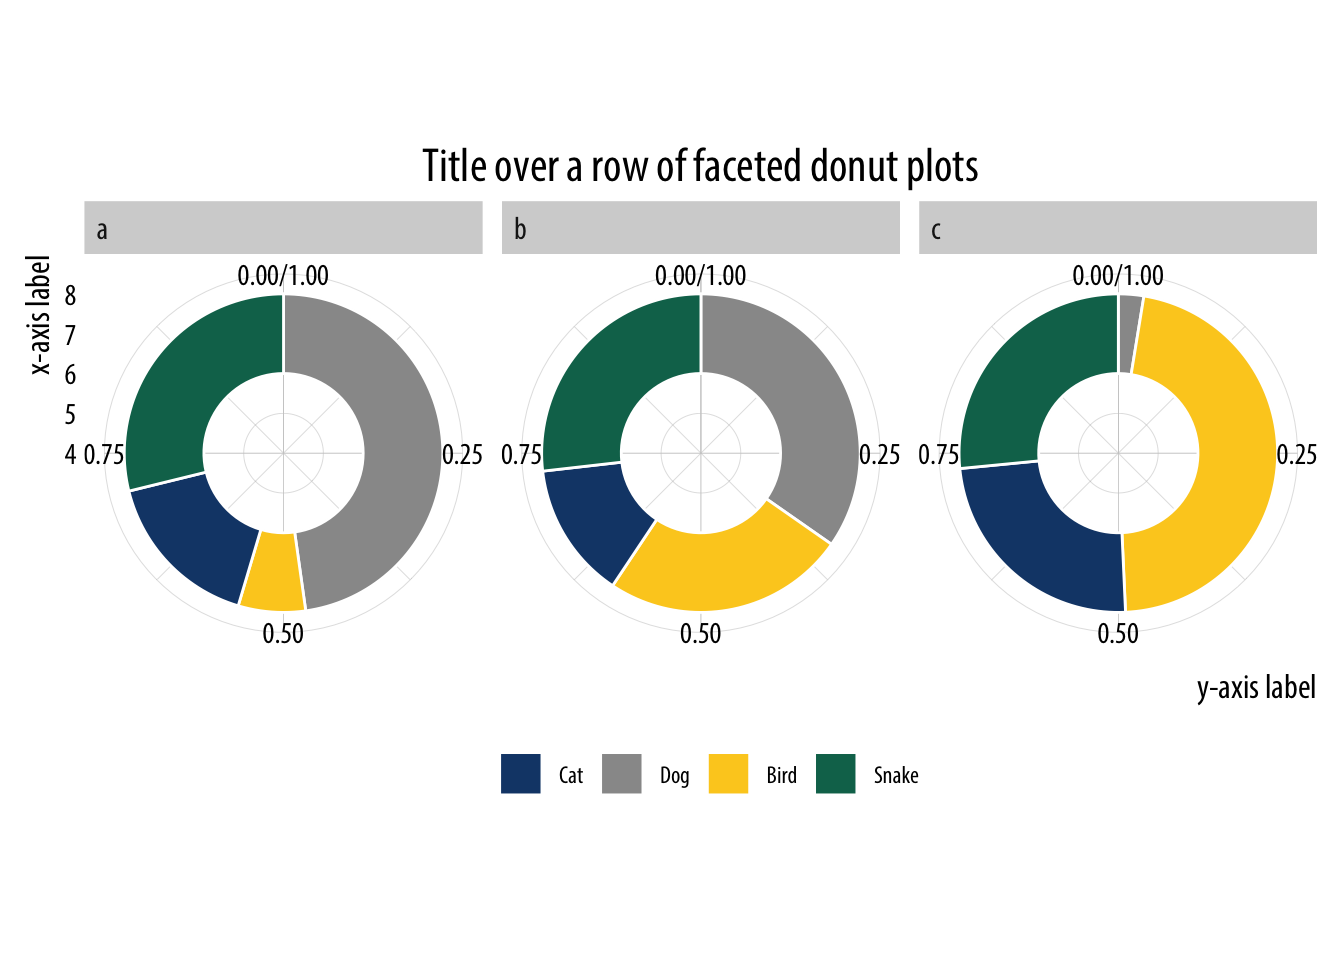 Title over a row of faceted donut plots
a b c
x-axis label
0.00/1.00 0.00/1.00 0.00/1.00
8
7
6
5
4 0.75 0.25 0.75 0.25 0.75 0.25
0.50 0.50 0.50
y-axis label
Cat Dog Bird Snake